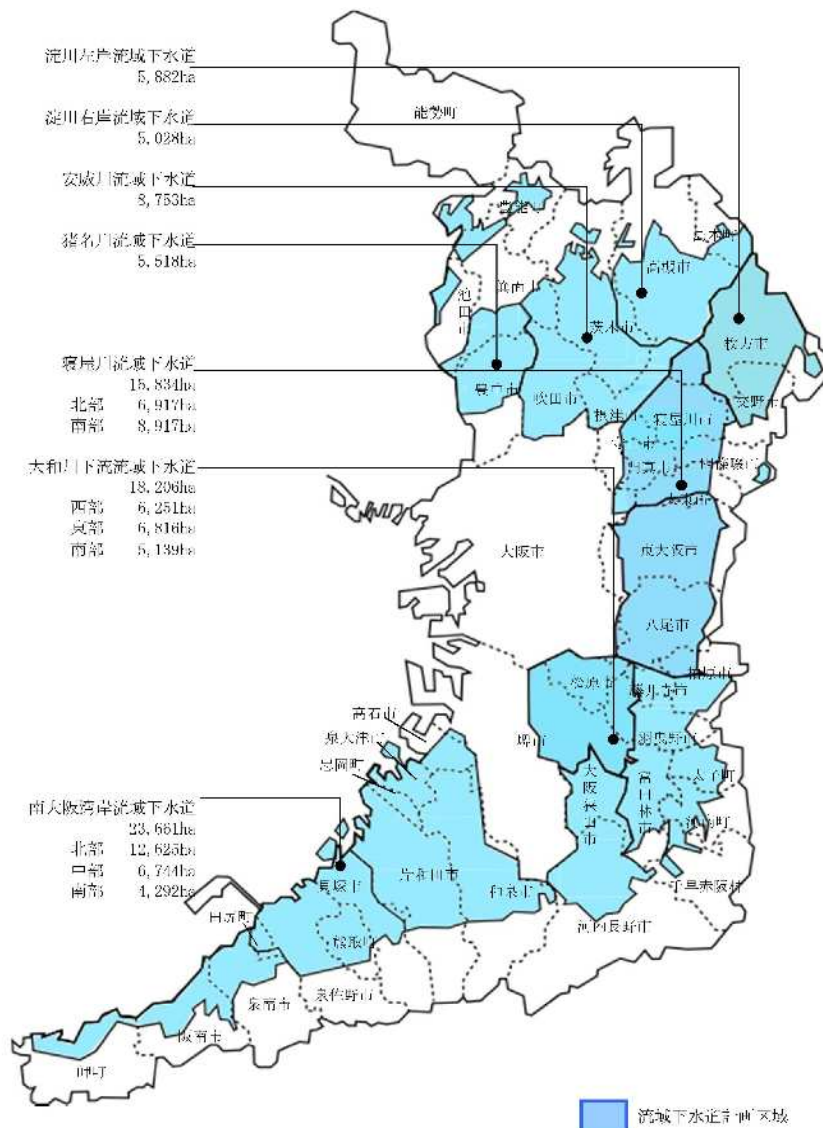 淀川左岸流域下水道
5,882ha
淀川右岸流域下水道
5,028ha
安威川流域下水道
8,753ha
猪名川流域下水道
5,518ha
寝屋川流域下水道
15,834ha
北部 6,917ha
南部 8,917ha
大和川下流流域下水道
18,206ha
西部 6,251ha
東部 6,816ha
南部 5,139ha
南大阪湾岸流域下水道
23,661ha
北部 12,625ha
中部 6,744ha
南部 4,292ha
能勢町
豊能町
島本町
高槻市
箕面市
池田市
茨木市
枚方市
豊中市
吹田市
摂津市
交野市
寝屋川市
守口市
門真市
四條畷市
大東市
大阪市
東大阪市
八尾市
柏原市
松原市
藤井寺市
高石市
泉大津市
忠岡町
堺市
羽曳野市
大阪狭山市
富田林市
太子町
河南町
千早赤阪村
岸和田市
和泉市
貝塚市
田尻町
熊取町
河内長野市
泉佐野市
泉南市
阪南市
岬町
流域下水道計画区域